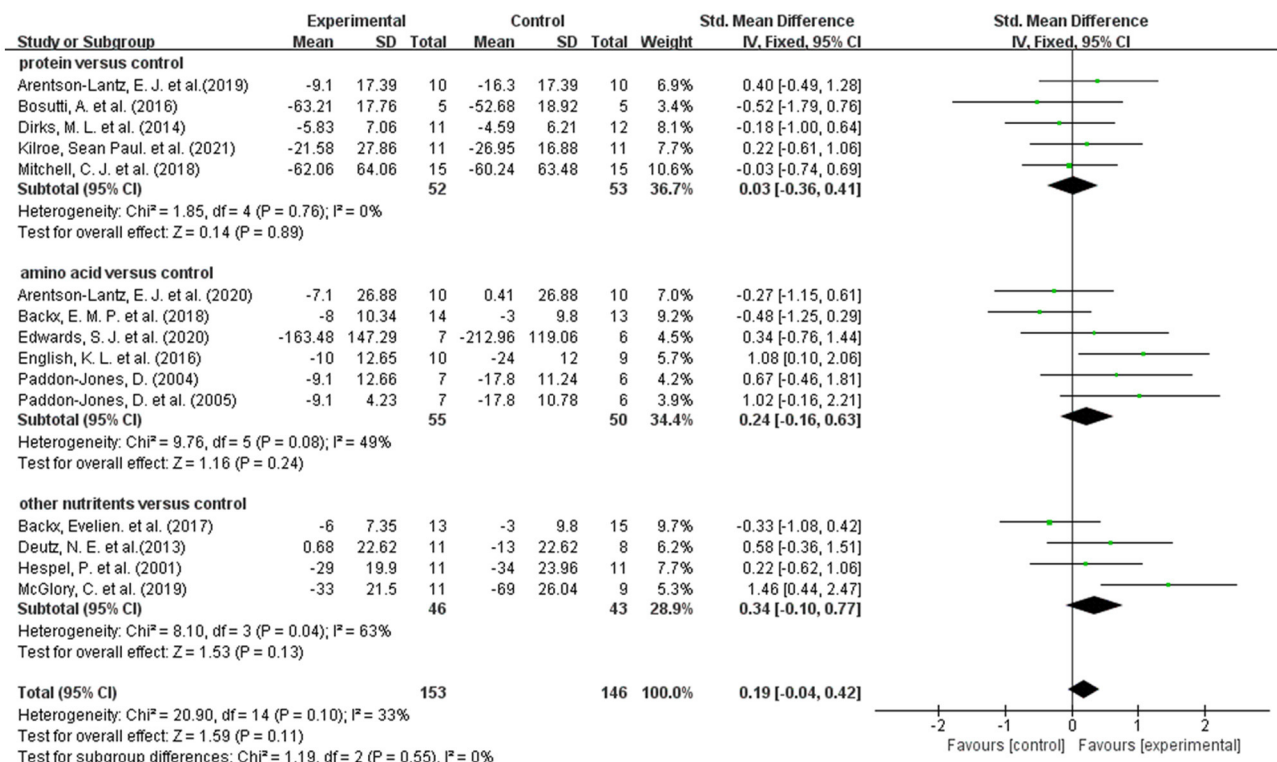 Experimental Control Std. Mean Difference Std. Mean Difference
Study or Subgroup Mean SD Total Mean SD Total Weight IV, Fixed, 95% CI IV, Fixed, 95% CI
protein versus control
Arentson-Lantz, E. J. et al.(2019) -9.1 17.39 10 -16.3 17.39 10 6.9% 0.40 [-0.49, 1.28]
Bosutti, A. et al. (2016) -63.21 17.76 5 -52.68 18.92 5 3.4% -0.52 [-1.79, 0.76]
Dirks, M. L. et al. (2014) -5.83 7.06 11 -4.59 6.21 12 8.1% -0.18 [-1.00, 0.64]
Kilroe, Sean Paul. et al. (2021) -21.58 27.86 11 -26.95 16.88 11 7.7% 0.22 [-0.61, 1.06]
Mitchell, C. J. et al. (2018) -62.06 64.06 15 -60.24 63.48 15 10.6% -0.03 [-0.74, 0.69]
Subtotal (95% CI) 52 53 36.7% 0.03 [-0.36, 0.41]
Heterogeneity: Chi² = 1.85, df = 4 (P = 0.76); I² = 0%
Test for overall effect: Z = 0.14 (P = 0.89)
amino acid versus control
Arentson-Lantz, E. J. et al. (2020) -7.1 26.88 10 0.41 26.88 10 7.0% -0.27 [-1.15, 0.61]
Backx, E. M. P. et al. (2018) -8 10.34 14 -3 9.8 13 9.2% -0.48 [-1.25, 0.29]
Edwards, S. J. et al. (2020) -163.48 147.29 7 -212.96 119.06 6 4.5% 0.34 [-0.76, 1.44]
English, K. L. et al. (2016) -10 12.65 10 -24 12 9 5.7% 1.08 [0.10, 2.06]
Paddon-Jones, D. (2004) -9.1 12.66 7 -17.8 11.24 6 4.2% 0.67 [-0.46, 1.81]
Paddon-Jones, D. et al. (2005) -9.1 4.23 7 -17.8 10.78 6 3.9% 1.02 [-0.16, 2.21]
Subtotal (95% CI) 55 50 34.4% 0.24 [-0.16, 0.63]
Heterogeneity: Chi² = 9.76, df = 5 (P = 0.08); I² = 49%
Test for overall effect: Z = 1.16 (P = 0.24)
other nutritents versus control
Backx, Evelien. et al. (2017) -6 7.35 13 -3 9.8 15 9.7% -0.33 [-1.08, 0.42]
Deutz, N. E. et al.(2013) 0.68 22.62 11 -13 22.62 8 6.2% 0.58 [-0.36, 1.51]
Hespel, P. et al. (2001) -29 19.9 11 -34 23.96 11 7.7% 0.22 [-0.62, 1.06]
McGlory, C. et al. (2019) -33 21.5 11 -69 26.04 9 5.3% 1.46 [0.44, 2.47]
Subtotal (95% CI) 46 43 28.9% 0.34 [-0.10, 0.77]
Heterogeneity: Chi² = 8.10, df = 3 (P = 0.04); I² = 63%
Test for overall effect: Z = 1.53 (P = 0.13)
Total (95% CI) 153 146 100.0% 0.19 [-0.04, 0.42]
Heterogeneity: Chi² = 20.90, df = 14 (P = 0.10); I² = 33%
Test for overall effect: Z = 1.59 (P = 0.11)
Test for subgroup differences: Chi² = 1.19, df = 2 (P = 0.55), I² = 0%
-2 -1 0 1 2
Favours [control] Favours [experimental]